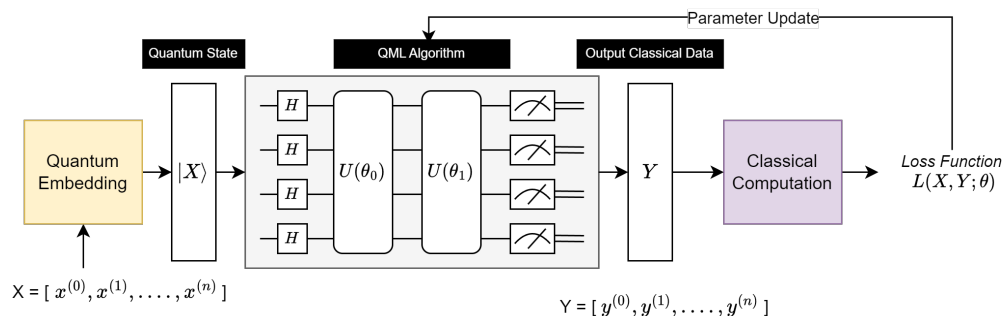 Parameter Update
Quantum State
QML Algorithm
Output Classical Data
H
H
H
H
U(θ₀)
U(θ₁)
Quantum
Embedding
|X⟩
Y
Classical
Computation
Loss Function
L(X, Y; θ)
X = [ x⁽⁰⁾, x⁽¹⁾, . . . . , x⁽ⁿ⁾ ]
Y = [ y⁽⁰⁾, y⁽¹⁾, . . . . , y⁽ⁿ⁾ ]